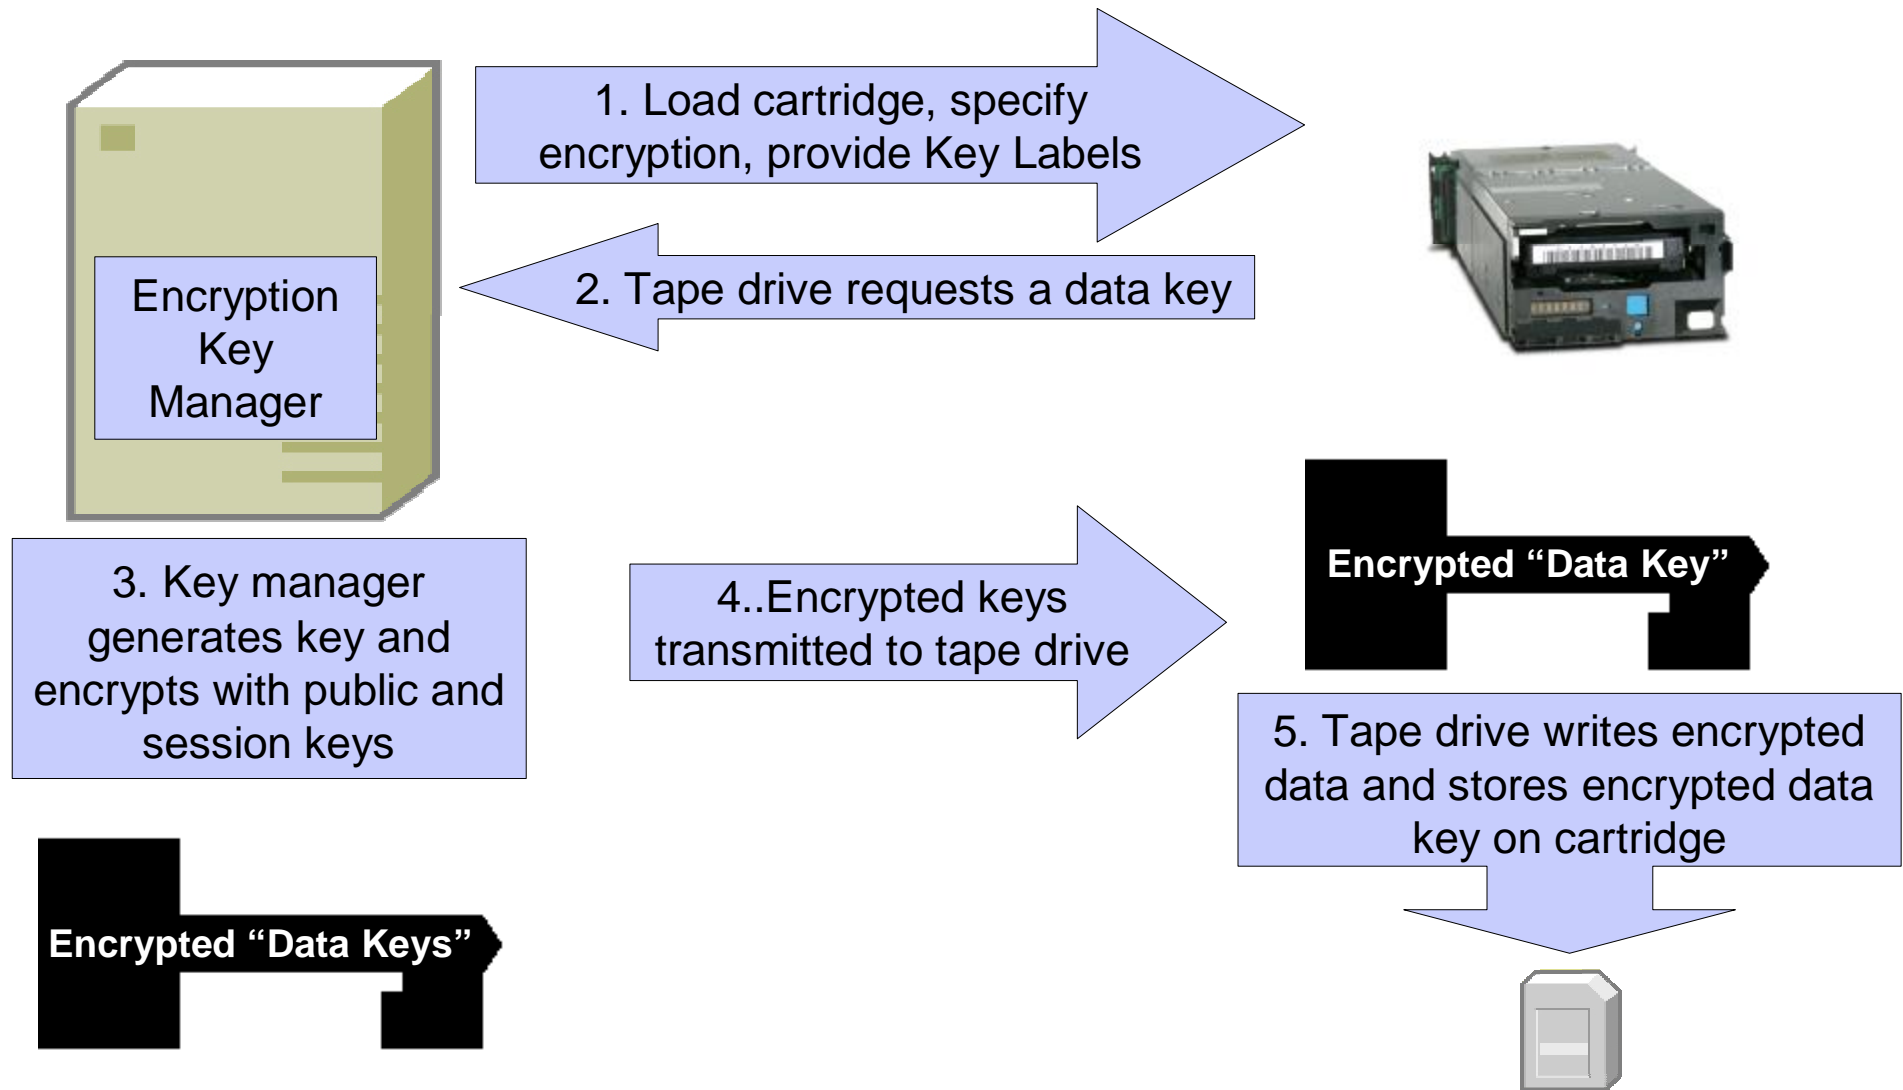 1. Load cartridge, specify
encryption, provide Key Labels
2. Tape drive requests a data key
Encryption
Key
Manager
3. Key manager
generates key and
encrypts with public and
session keys
4..Encrypted keys
transmitted to tape drive
Encrypted “Data Key”
5. Tape drive writes encrypted
data and stores encrypted data
key on cartridge
Encrypted “Data Keys”